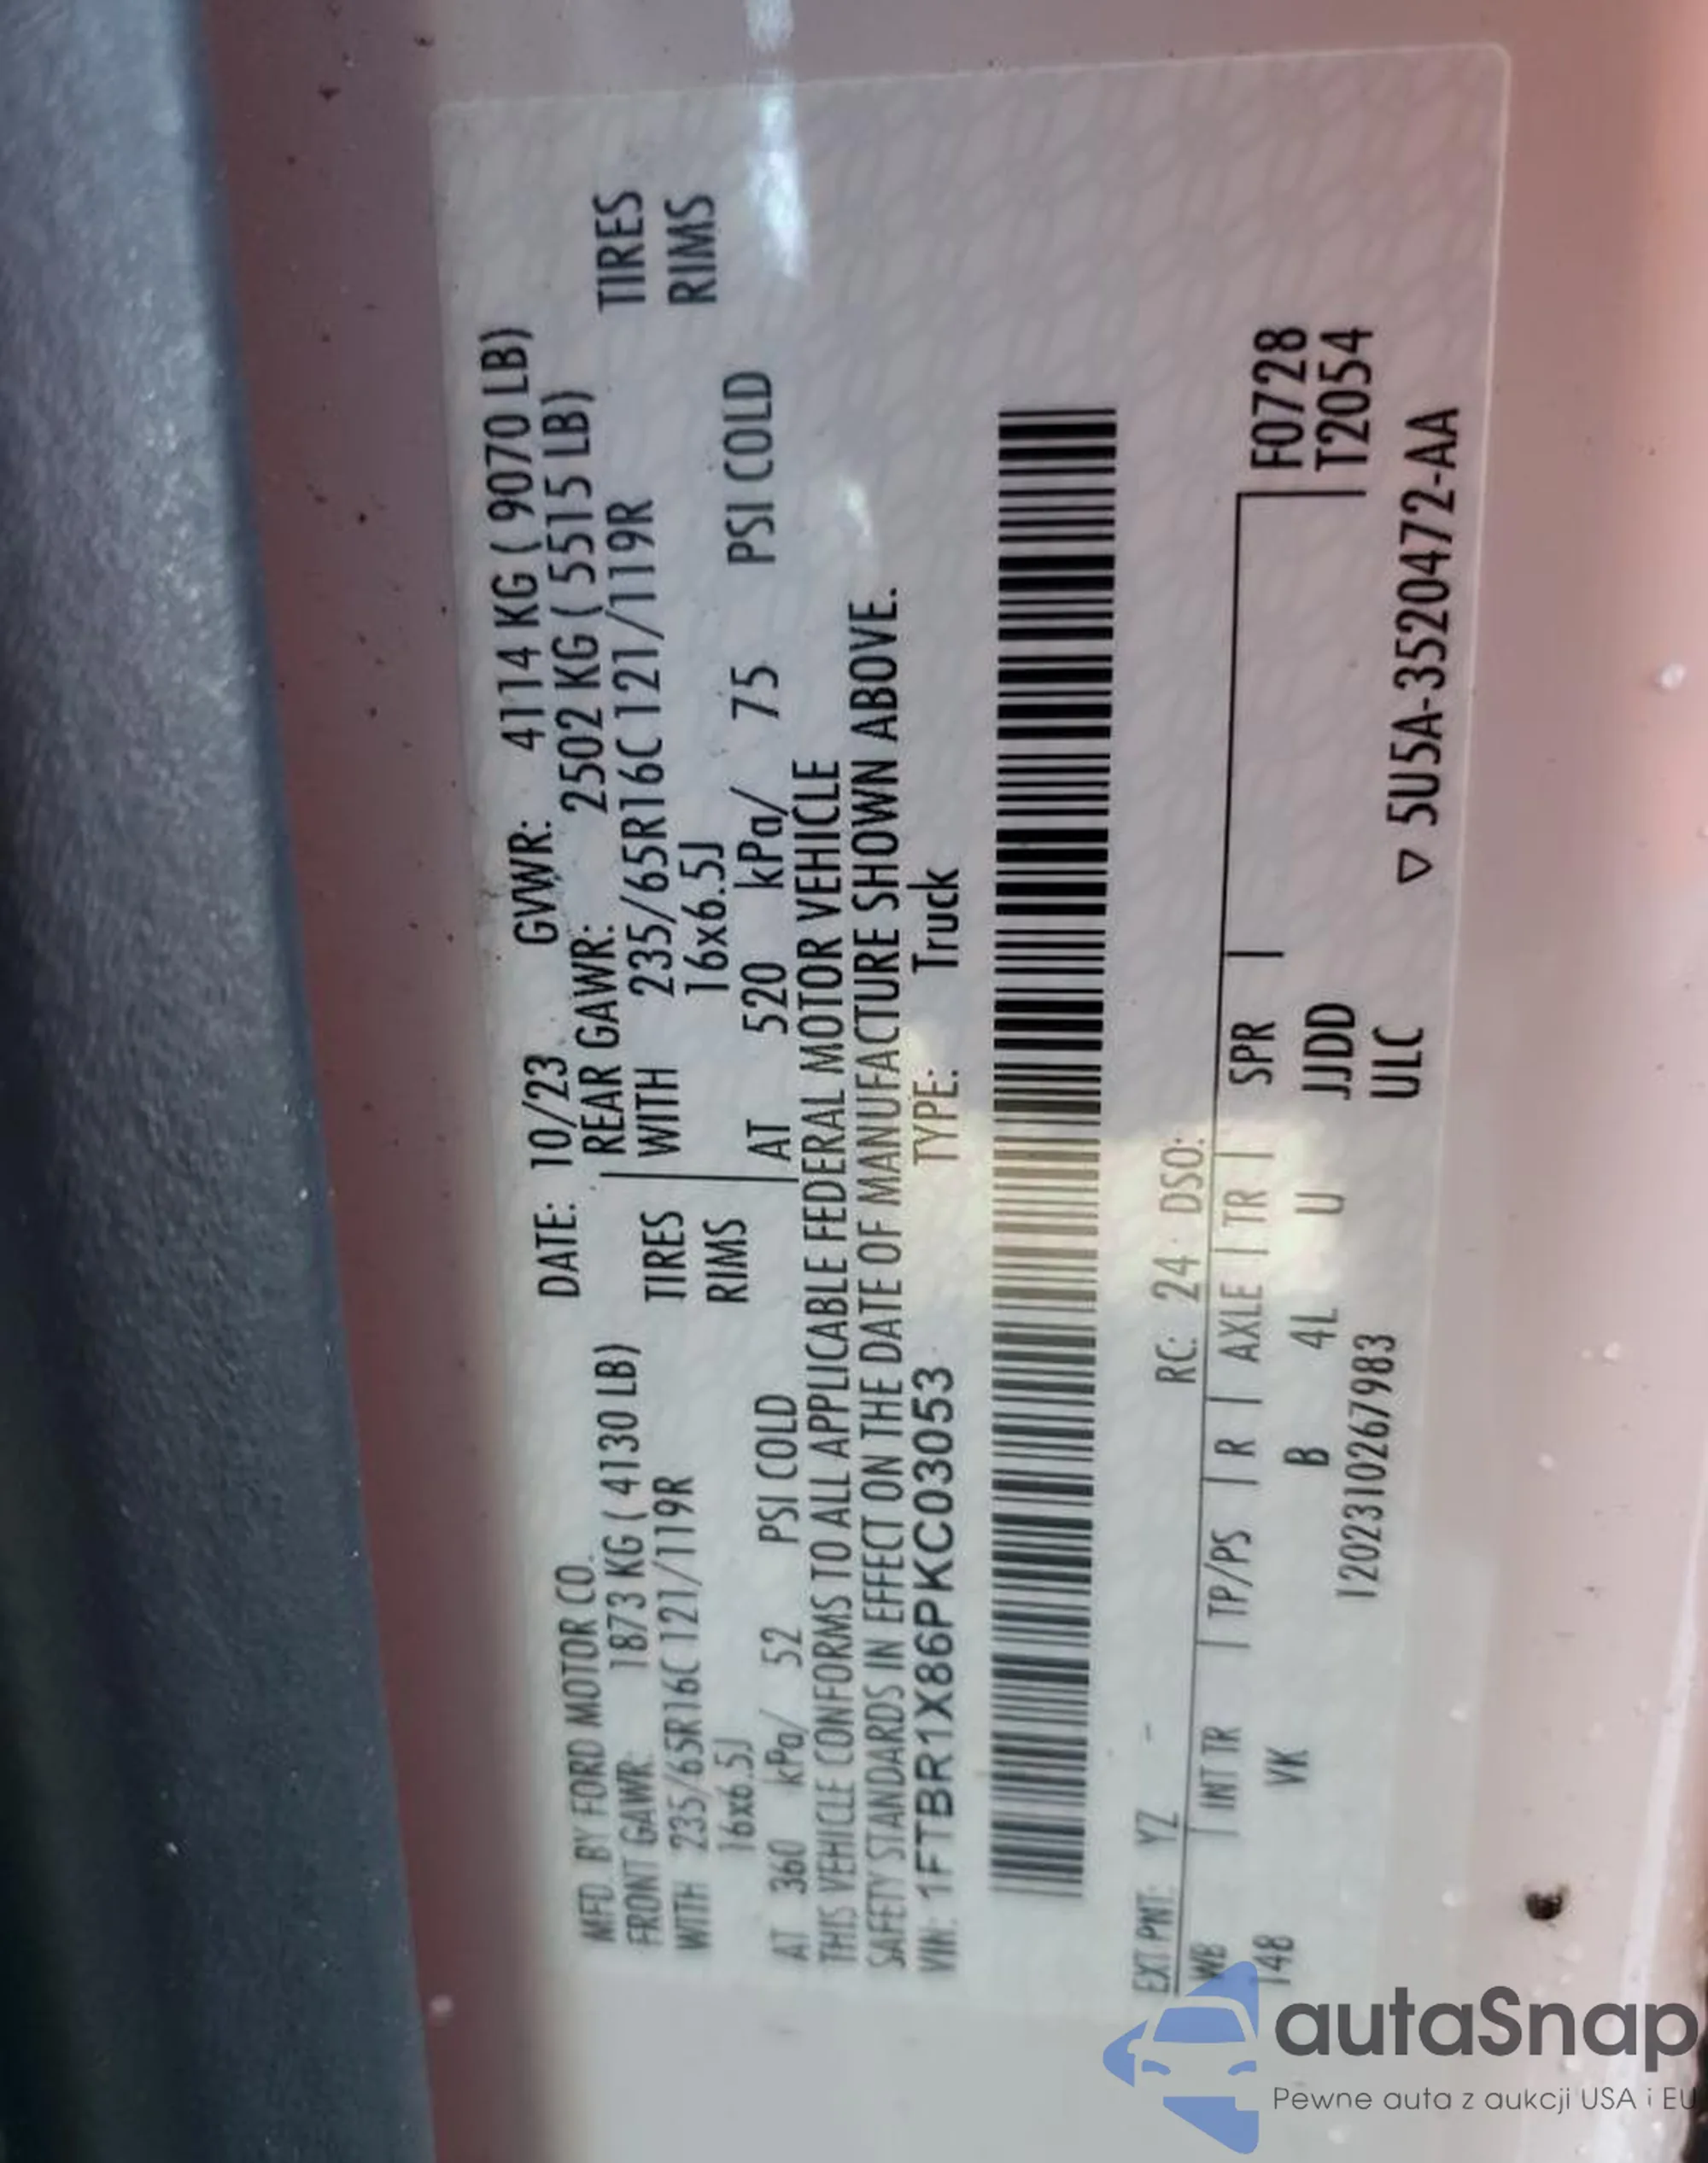 MFD. BY FORD MOTOR CO. DATE: 10/23 GVWR: 4114 KG ( 9070 LB)
FRONT GAWR: 1873 KG ( 4130 LB) REAR GAWR: 2502 KG ( 5515 LB)
WITH 235/65R16C 121/119R TIRES WITH 235/65R16C 121/119R TIRES
16x6.5J RIMS 16x6.5J RIMS
AT 360 kPa/ 52 PSI COLD AT 520 kPa/ 75 PSI COLD
THIS VEHICLE CONFORMS TO ALL APPLICABLE FEDERAL MOTOR VEHICLE
SAFETY STANDARDS IN EFFECT ON THE DATE OF MANUFACTURE SHOWN ABOVE.
VIN: 1FTBR1X86PKC03053 TYPE: Truck
EXT PNT: YZ - RC: 24 DSO:
WB | INT TR | TP/PS | R | AXLE | TR | SPR | F0728
148 VK B 4L U JJDD T2054
12023102679​83 ULC
▽ 5U5A-3520472-AA
autaSnap
Pewne auta z aukcji USA i EU